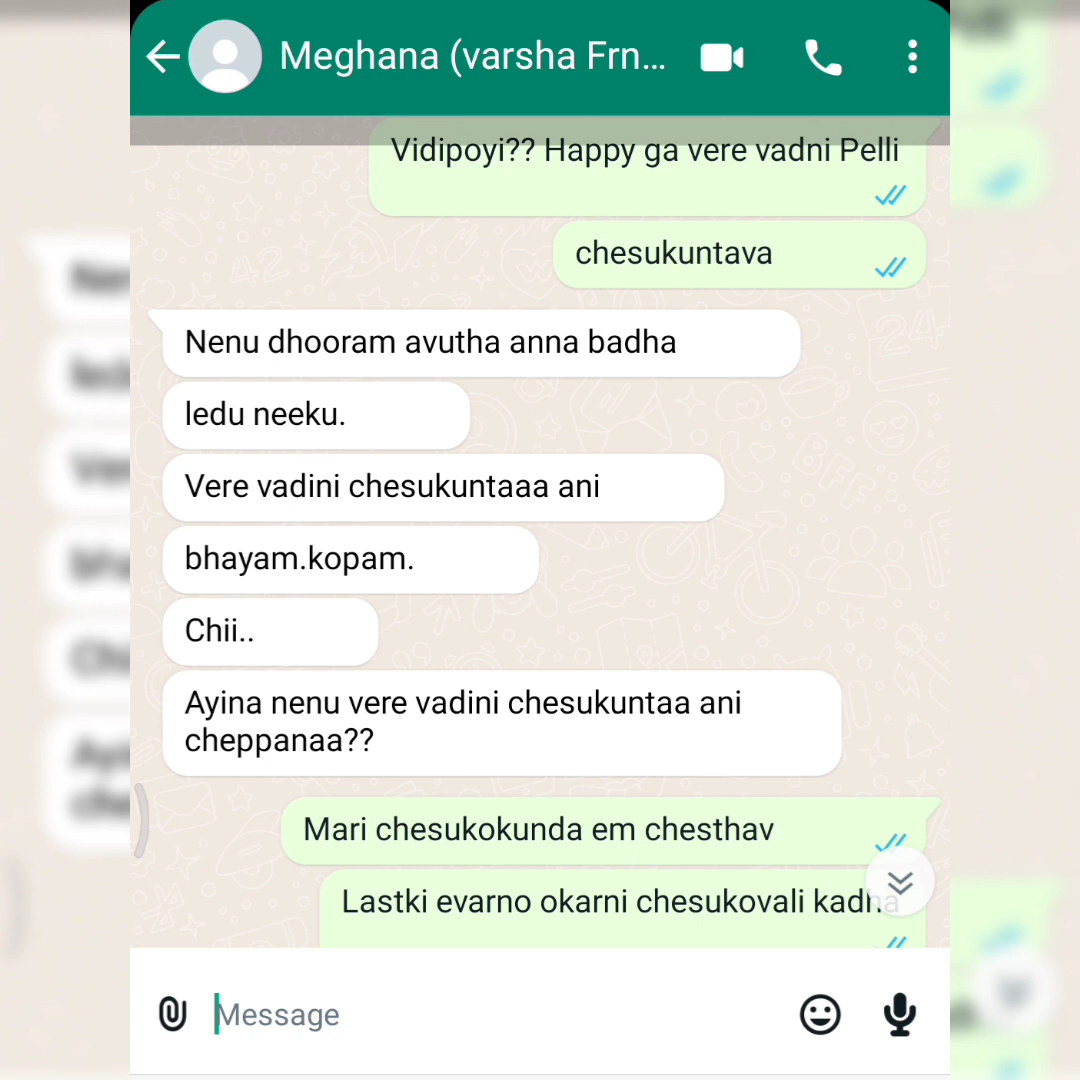 Meghana (varsha Frn...
Vidipoyi?? Happy ga vere vadni Pelli
chesukuntava
Nenu dhooram avutha anna badha
ledu neeku.
Vere vadini chesukuntaaa ani
bhayam.kopam.
Chii..
Ayina nenu vere vadini chesukuntaa ani
cheppanaa??
Mari chesukokunda em chesthav
Lastki evarno okarni chesukovali kadha
Message